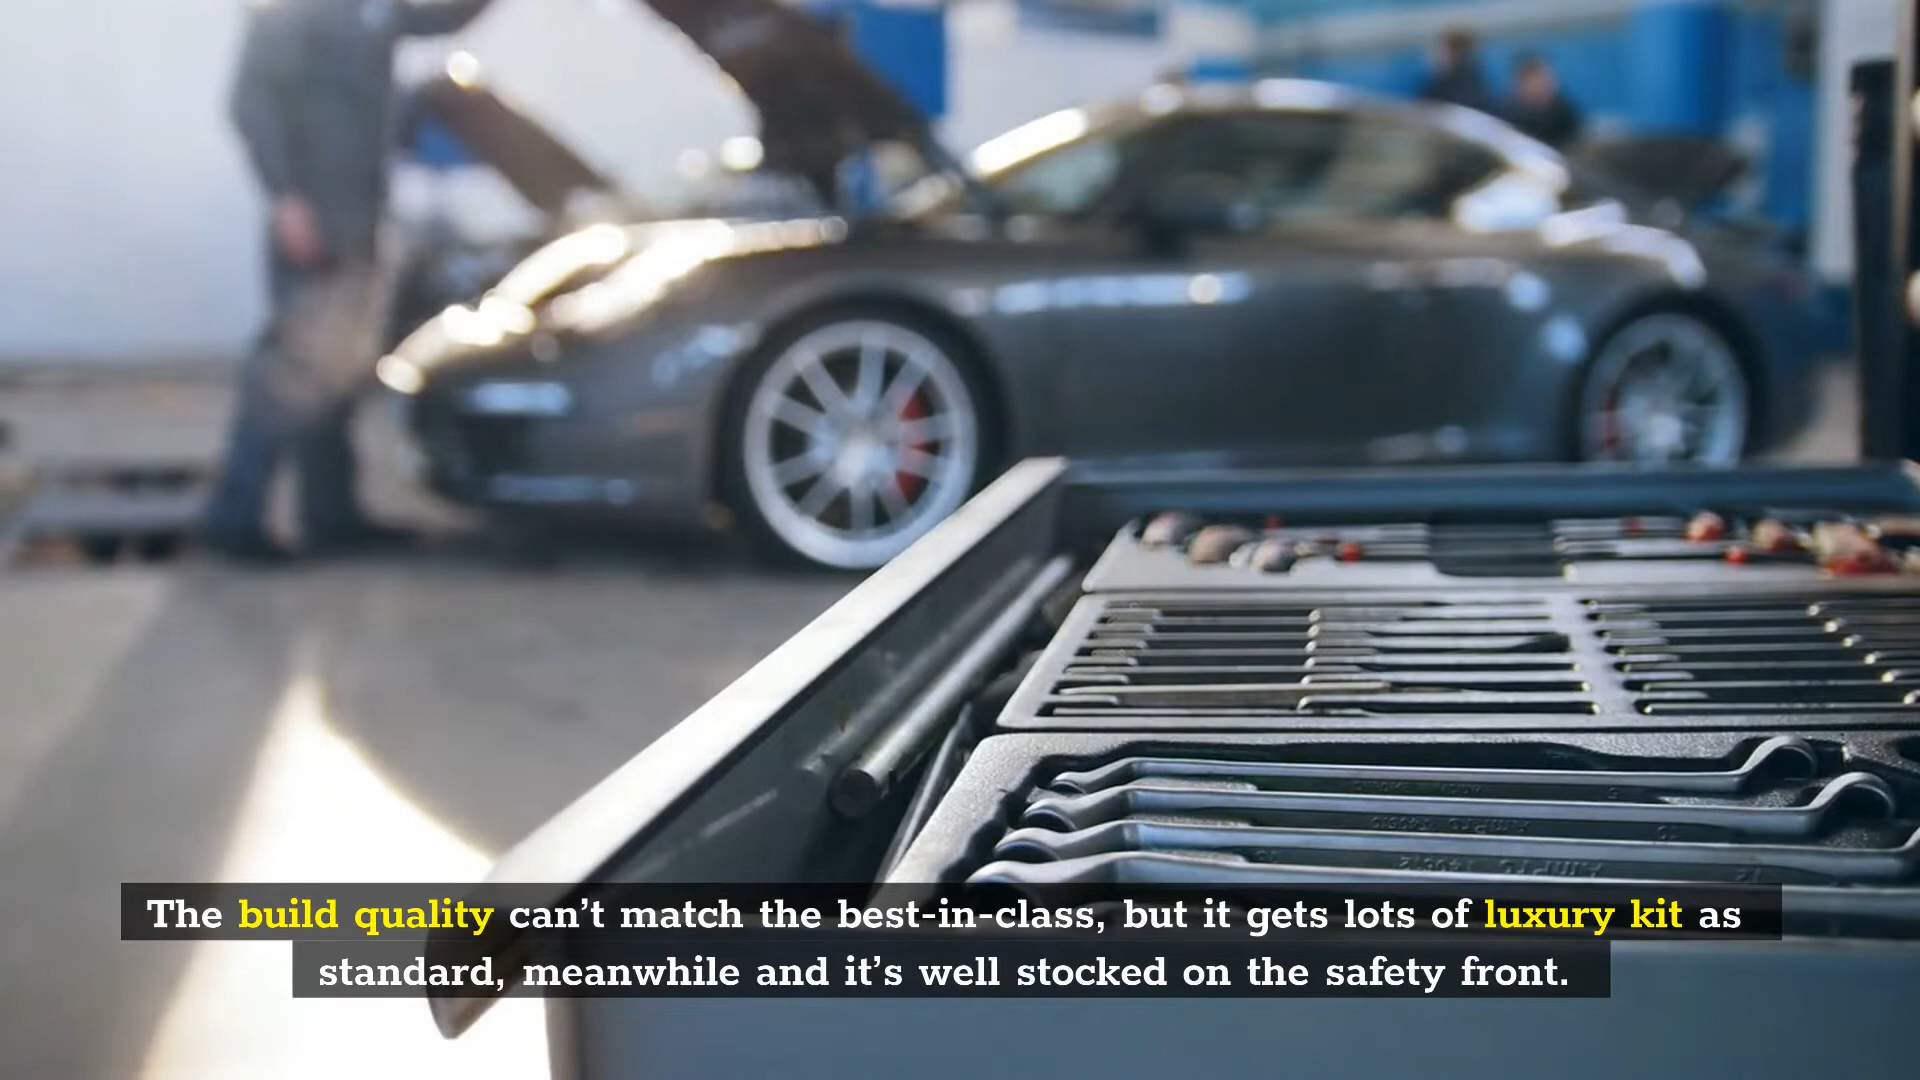 The build quality can’t match the best-in-class, but it gets lots of luxury kit as
standard, meanwhile and it’s well stocked on the safety front.